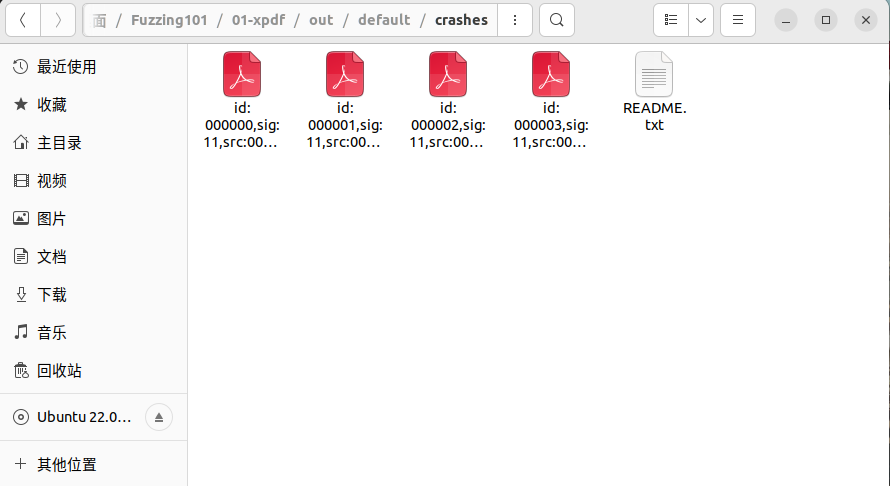 面 / Fuzzing101 / 01-xpdf / out / default / crashes
最近使用
收藏
主目录
视频
图片
文档
下载
音乐
回收站
Ubuntu 22.0...
其他位置
id:
000000,sig:
11,src:00...
id:
000001,sig:
11,src:00...
id:
000002,sig:
11,src:00...
id:
000003,sig:
11,src:00...
README.
txt